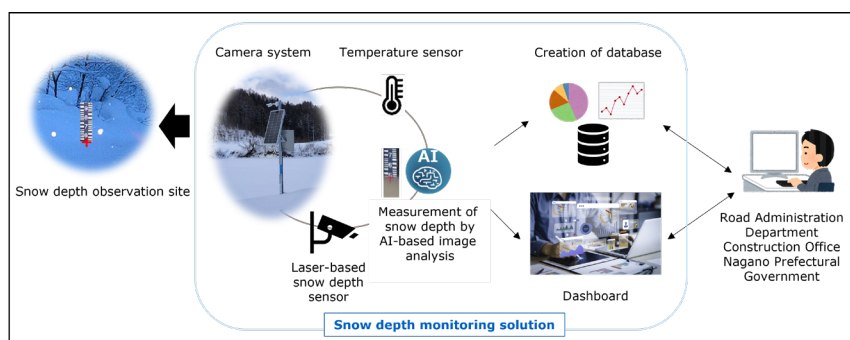 Camera system
Temperature sensor
Creation of database
AI
Snow depth observation site
Measurement of
snow depth by
AI-based image
analysis
Laser-based
snow depth
sensor
Dashboard
Road Administration
Department
Construction Office
Nagano Prefectural
Government
Snow depth monitoring solution